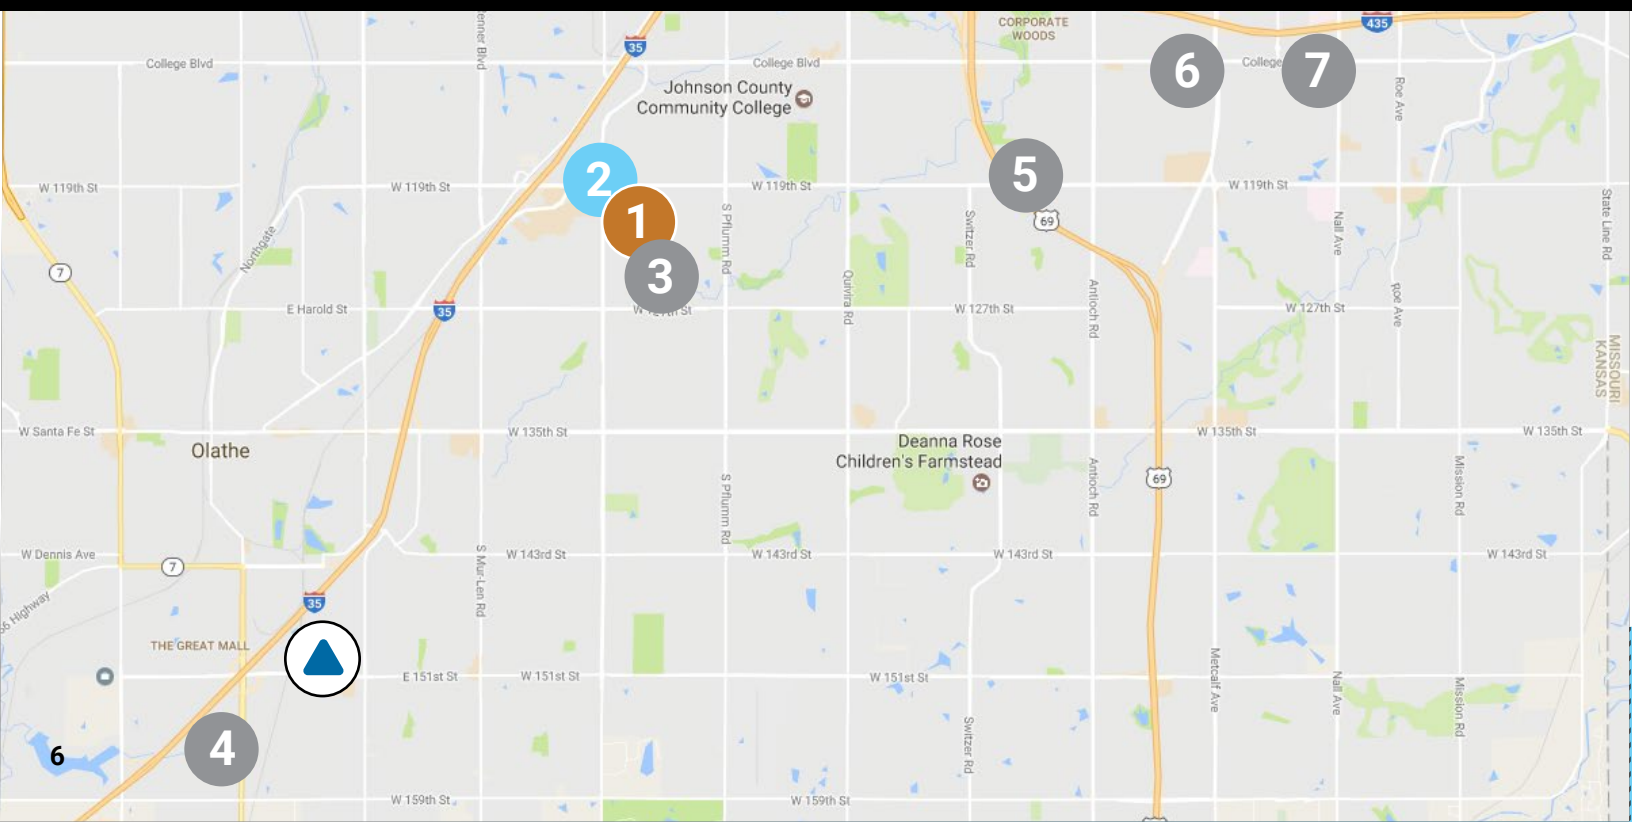 CORPORATE
WOODS
435
35
College Blvd
College Blvd
College
6
7
Johnson County
Community College
Roe Ave
2
5
W 119th St
W 119th St
W 119th St
W 119th St
1
69
S Pflumm Rd
Switzer Rd
Nall Ave
State Line Rd
Northgate
3
7
Quivira Rd
Antioch Rd
Roe Ave
E Harold St
35
W 127th St
W 127th St
MISSOURI
KANSAS
W Santa Fe St
W 135th St
W 135th St
W 135th St
Olathe
Deanna Rose
Children's Farmstead
69
Antioch Rd
Mission Rd
S Pflumm Rd
W Dennis Ave
W 143rd St
W 143rd St
W 143rd St
W 143rd St
7
S Mur-Len Rd
35
Highway
THE GREAT MALL
E 151st St
W 151st St
W 151st St
Metcalf Ave
Nall Ave
Mission Rd
Switzer Rd
4
6
W 159th St
W 159th St